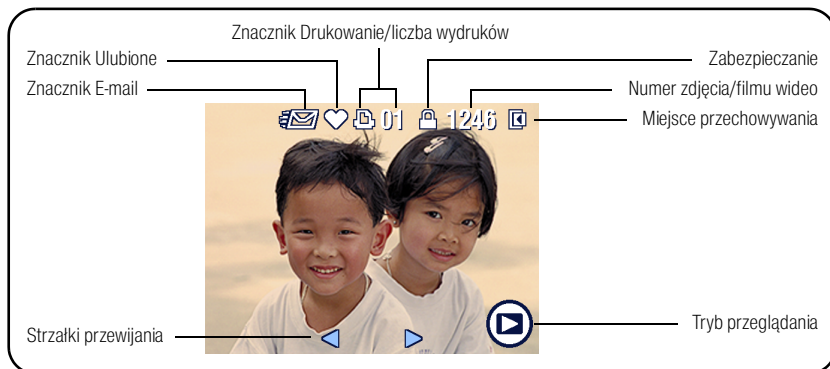 Znacznik Drukowanie/liczba wydruków
Znacznik Ulubione
Zabezpieczanie
Znacznik E-mail
Numer zdjęcia/filmu wideo
01 1246
Miejsce przechowywania
Strzałki przewijania
Tryb przeglądania